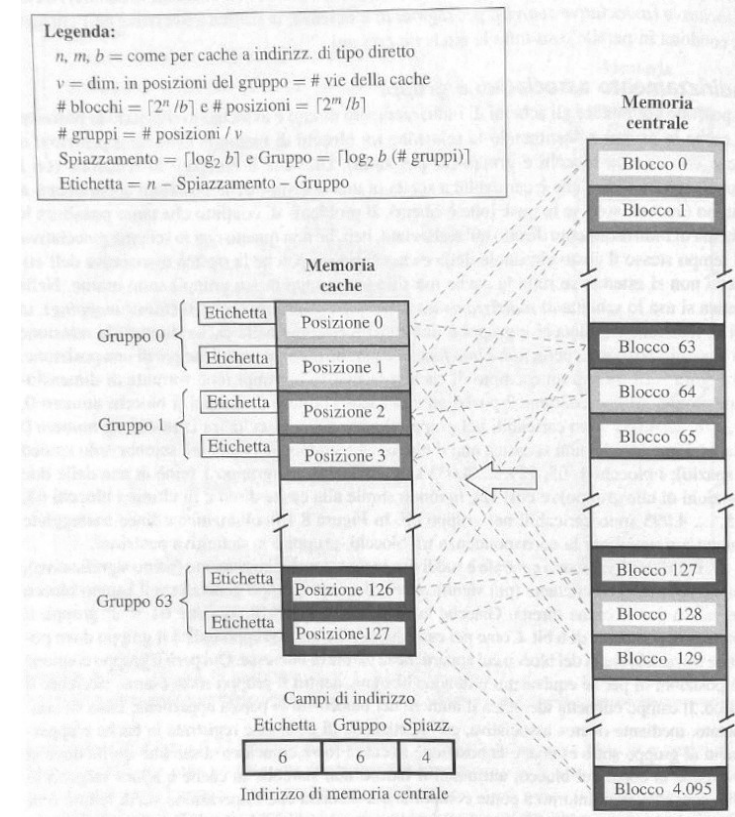 Legenda:
n, m, b = come per cache a indirizz. di tipo diretto
v = dim. in posizioni del gruppo = # vie della cache
# blocchi = ⌈2ⁿ /b⌉ e # posizioni = ⌈2ᵐ /b⌉
# gruppi = # posizioni / v
Spiazzamento = ⌈log₂ b⌉ e Gruppo = ⌈log₂ b (# gruppi)⌉
Etichetta = n – Spiazzamento – Gruppo
Memoria
centrale
Blocco 0
Blocco 1
Blocco 63
Blocco 64
Blocco 65
Blocco 127
Blocco 128
Blocco 129
Blocco 4.095
Memoria
cache
Gruppo 0
Etichetta
Posizione 0
Etichetta
Posizione 1
Gruppo 1
Etichetta
Posizione 2
Etichetta
Posizione 3
Gruppo 63
Etichetta
Posizione 126
Etichetta
Posizione127
Campi di indirizzo
Etichetta Gruppo Spiazz.
6 6 4
Indirizzo di memoria centrale